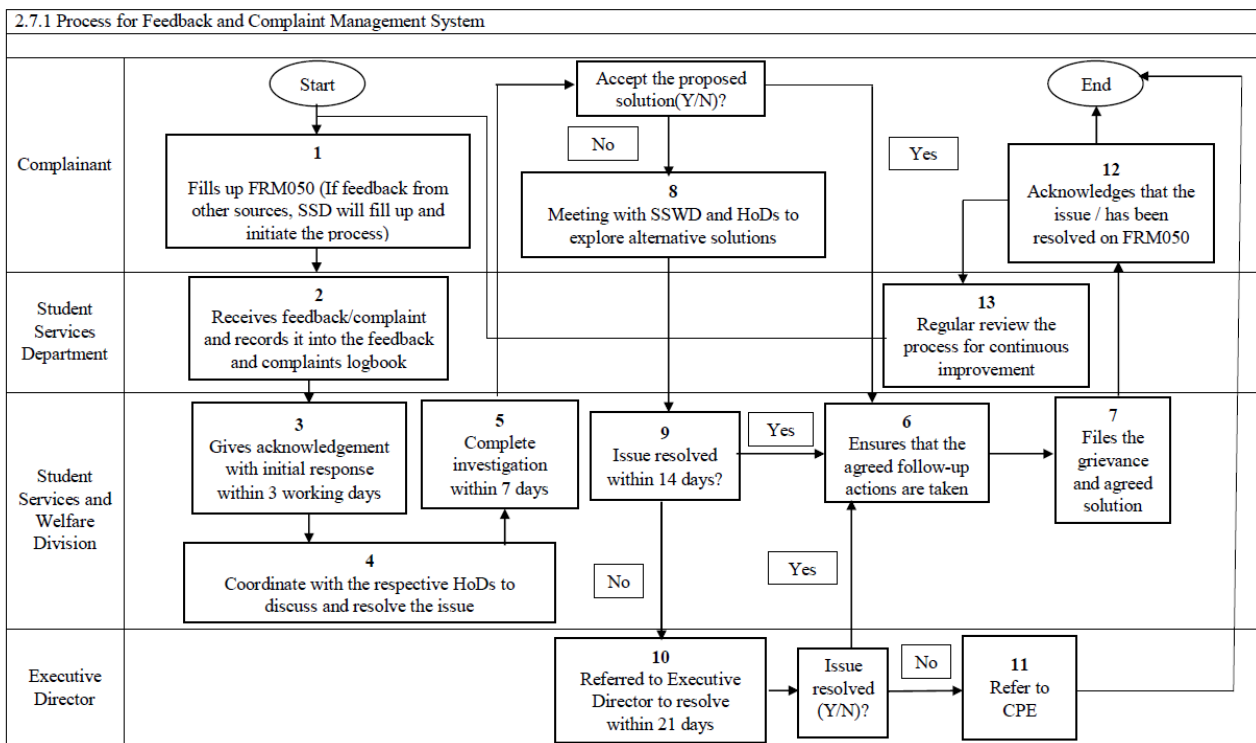 2.7.1 Process for Feedback and Complaint Management System
Complainant
Start
1
Fills up FRM050 (If feedback from
other sources, SSD will fill up and
initiate the process)
Accept the proposed
solution(Y/N)?
No
Yes
8
Meeting with SSWD and HoDs to
explore alternative solutions
End
12
Acknowledges that the
issue / has been
resolved on FRM050
Student
Services
Department
2
Receives feedback/complaint
and records it into the feedback
and complaints logbook
13
Regular review the
process for continuous
improvement
Student
Services and
Welfare
Division
3
Gives acknowledgement
with initial response
within 3 working days
5
Complete
investigation
within 7 days
9
Issue resolved
within 14 days?
Yes
6
Ensures that the
agreed follow-up
actions are taken
7
Files the
grievance
and agreed
solution
4
Coordinate with the respective HoDs to
discuss and resolve the issue
No
Yes
Executive
Director
10
Referred to Executive
Director to resolve
within 21 days
Issue
resolved
(Y/N)?
No
11
Refer to
CPE